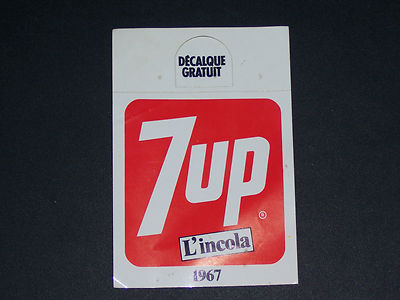 DÉCALQUE
GRATUIT
7up
®
L'incola
1967